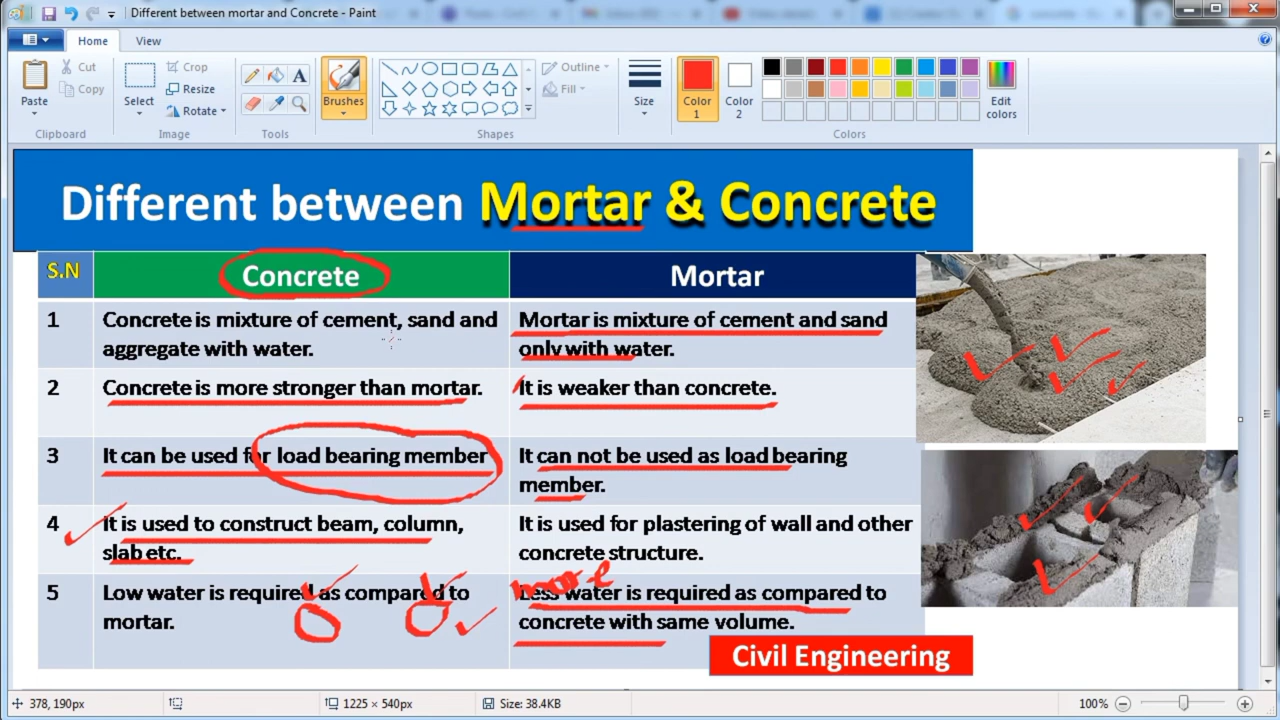 Different between mortar and Concrete - Paint
Home View
Paste
Cut
Copy
Clipboard
Select
Crop
Resize
Rotate
Image
A
Tools
Brushes
Outline
Fill
Shapes
Size
Color 1
Color 2
Edit colors
Colors
Different between Mortar & Concrete
S.N Concrete Mortar
1 Concrete is mixture of cement, sand and aggregate with water.
Mortar is mixture of cement and sand only with water.
2 Concrete is more stronger than mortar.
It is weaker than concrete.
3 It can be used for load bearing member
It can not be used as load bearing member.
4 It is used to construct beam, column, slab etc.
It is used for plastering of wall and other concrete structure.
5 Low water is required as compared to mortar.
more
Less water is required as compared to concrete with same volume.
Civil Engineering
378, 190px
1225 × 540px
Size: 38.4KB
100%